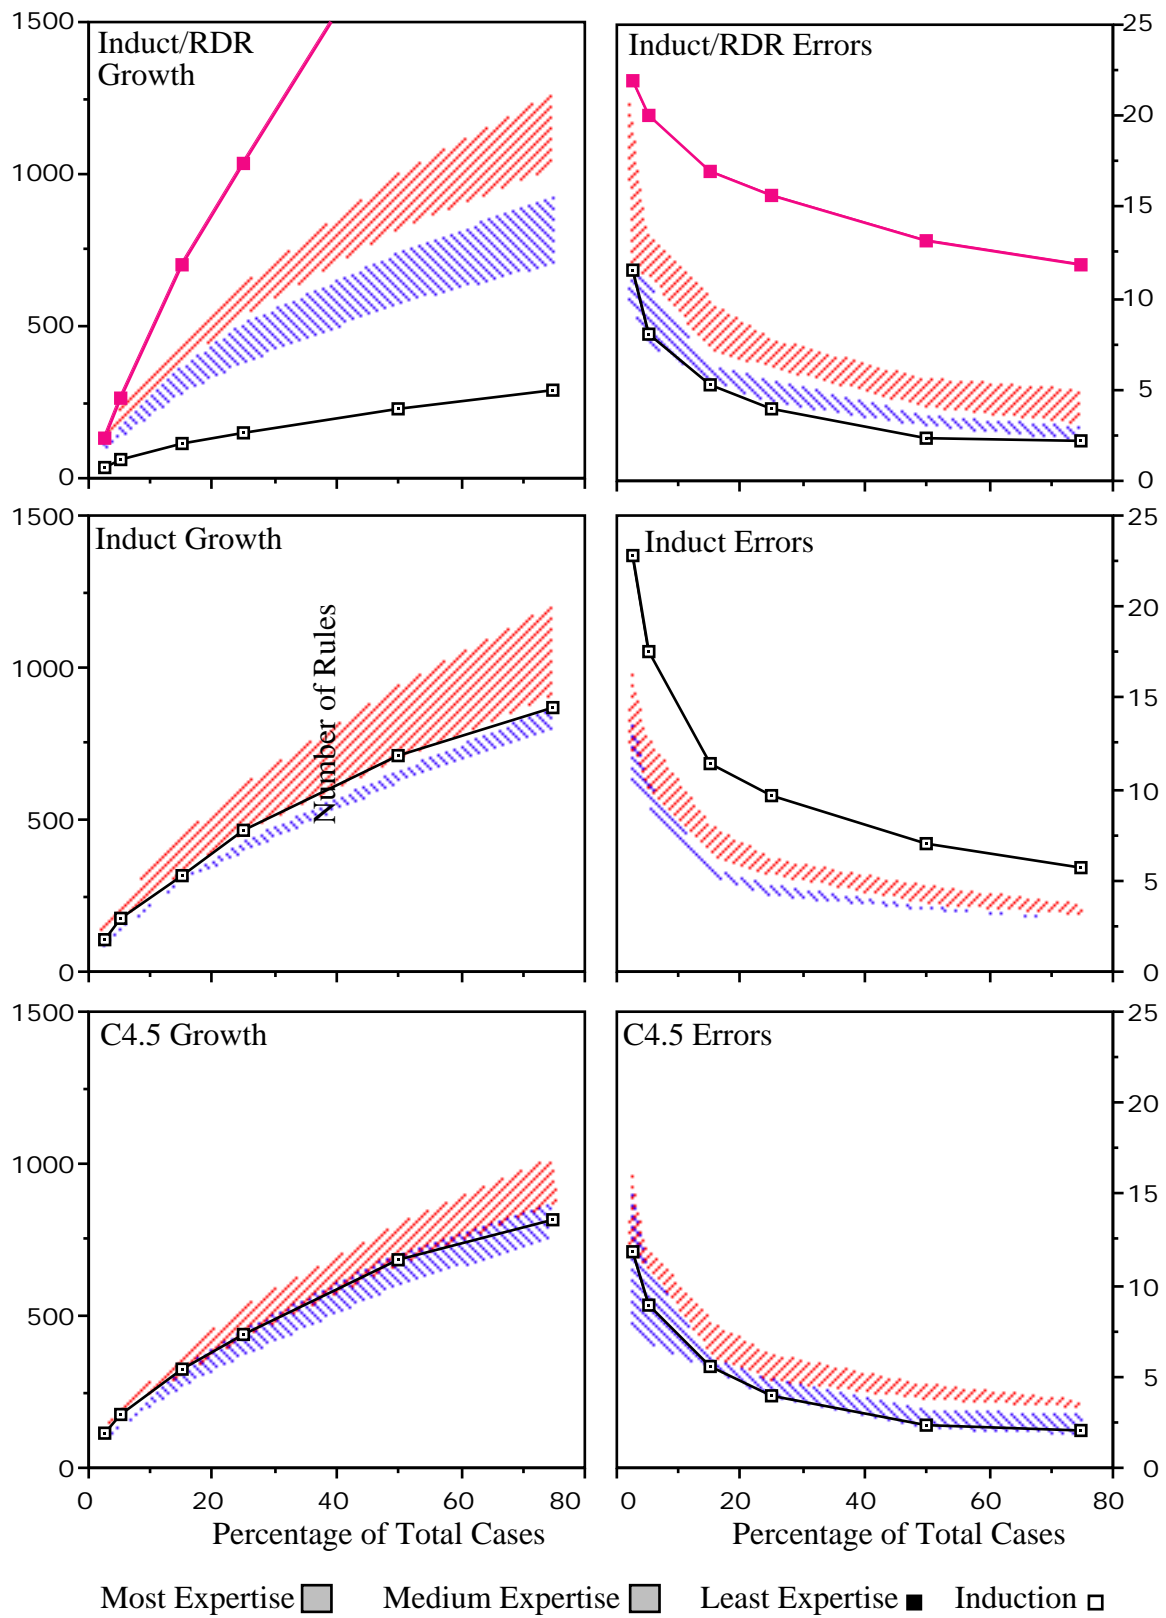 1500
1000
500
0
Induct/RDR
Growth
Induct/RDR Errors
25
20
15
10
5
0
1500
1000
500
0
Induct Growth
Number of Rules
Induct Errors
25
20
15
10
5
0
1500
1000
500
0
C4.5 Growth
C4.5 Errors
25
20
15
10
5
0
0 20 40 60 80
0 20 40 60 80
Percentage of Total Cases
Percentage of Total Cases
Most Expertise Medium Expertise Least Expertise Induction